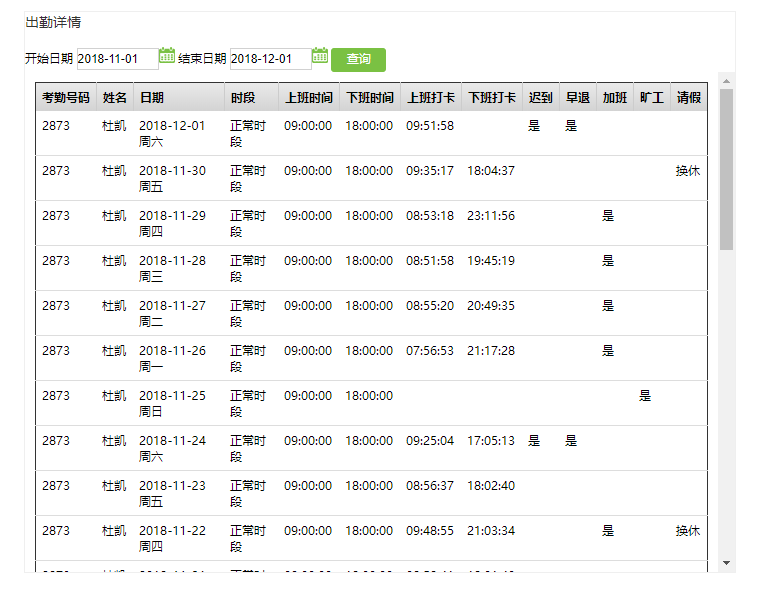 出勤详情
开始日期 2018-11-01 结束日期 2018-12-01 查询
考勤号码 姓名 日期 时段 上班时间 下班时间 上班打卡 下班打卡 迟到 早退 加班 旷工 请假
2873 杜凯 2018-12-01 正常时 09:00:00 18:00:00 09:51:58 是 是
周六 段
2873 杜凯 2018-11-30 正常时 09:00:00 18:00:00 09:35:17 18:04:37 换休
周五 段
2873 杜凯 2018-11-29 正常时 09:00:00 18:00:00 08:53:18 23:11:56 是
周四 段
2873 杜凯 2018-11-28 正常时 09:00:00 18:00:00 08:51:58 19:45:19 是
周三 段
2873 杜凯 2018-11-27 正常时 09:00:00 18:00:00 08:55:20 20:49:35 是
周二 段
2873 杜凯 2018-11-26 正常时 09:00:00 18:00:00 07:56:53 21:17:28 是
周一 段
2873 杜凯 2018-11-25 正常时 09:00:00 18:00:00 是
周日 段
2873 杜凯 2018-11-24 正常时 09:00:00 18:00:00 09:25:04 17:05:13 是 是
周六 段
2873 杜凯 2018-11-23 正常时 09:00:00 18:00:00 08:56:37 18:02:40
周五 段
2873 杜凯 2018-11-22 正常时 09:00:00 18:00:00 09:48:55 21:03:34 是 换休
周四 段